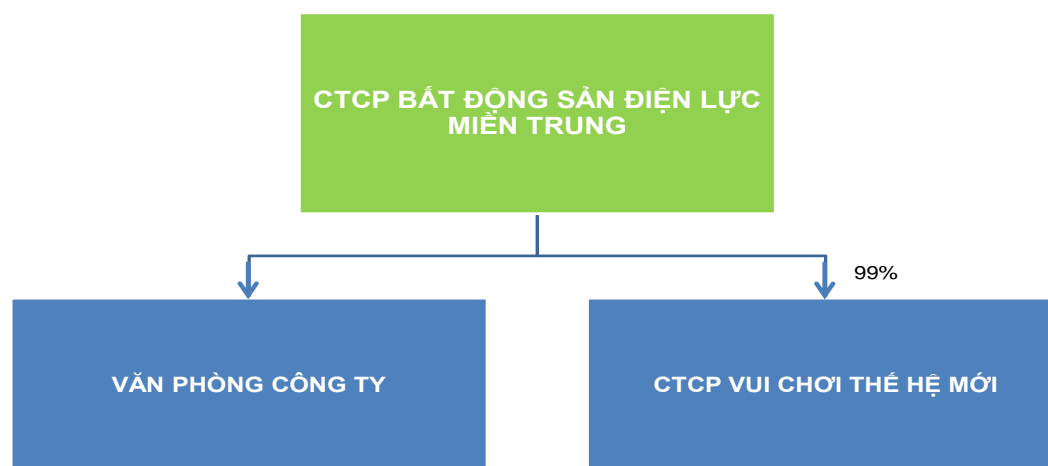 CTCP BẤT ĐỘNG SẢN ĐIỆN LỰC
MIỀN TRUNG
99%
VĂN PHÒNG CÔNG TY
CTCP VUI CHƠI THẾ HỆ MỚI